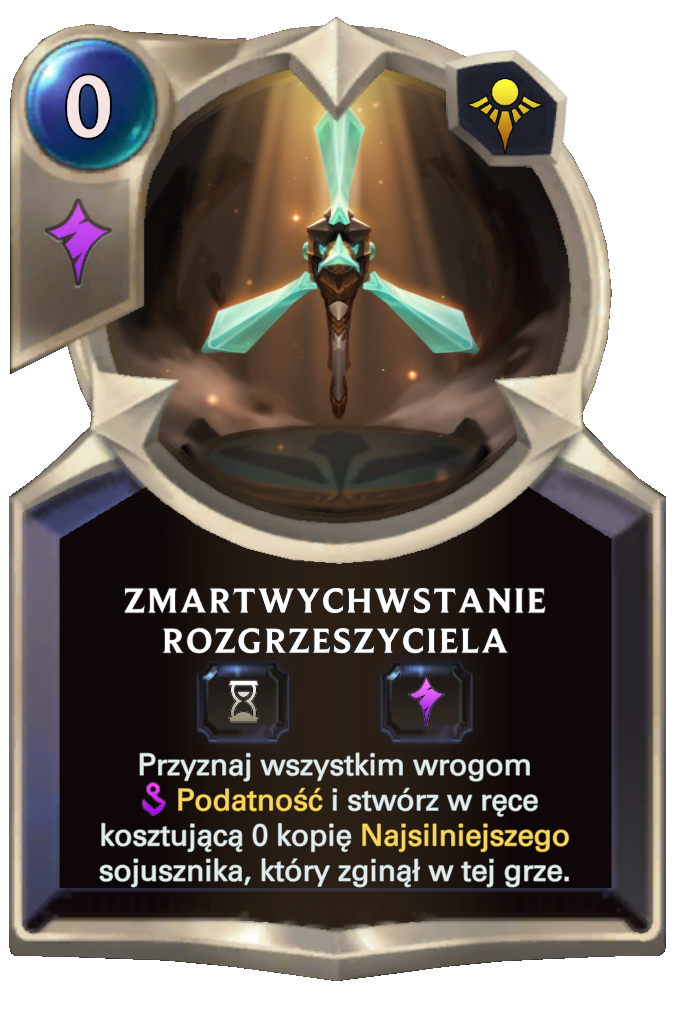 0
ZMARTWYCHWSTANIE
ROZGRZESZYCIELA
Przyznaj wszystkim wrogom
Podatność i stwórz w ręce
kosztującą 0 kopię Najsilniejszego
sojusznika, który zginął w tej grze.